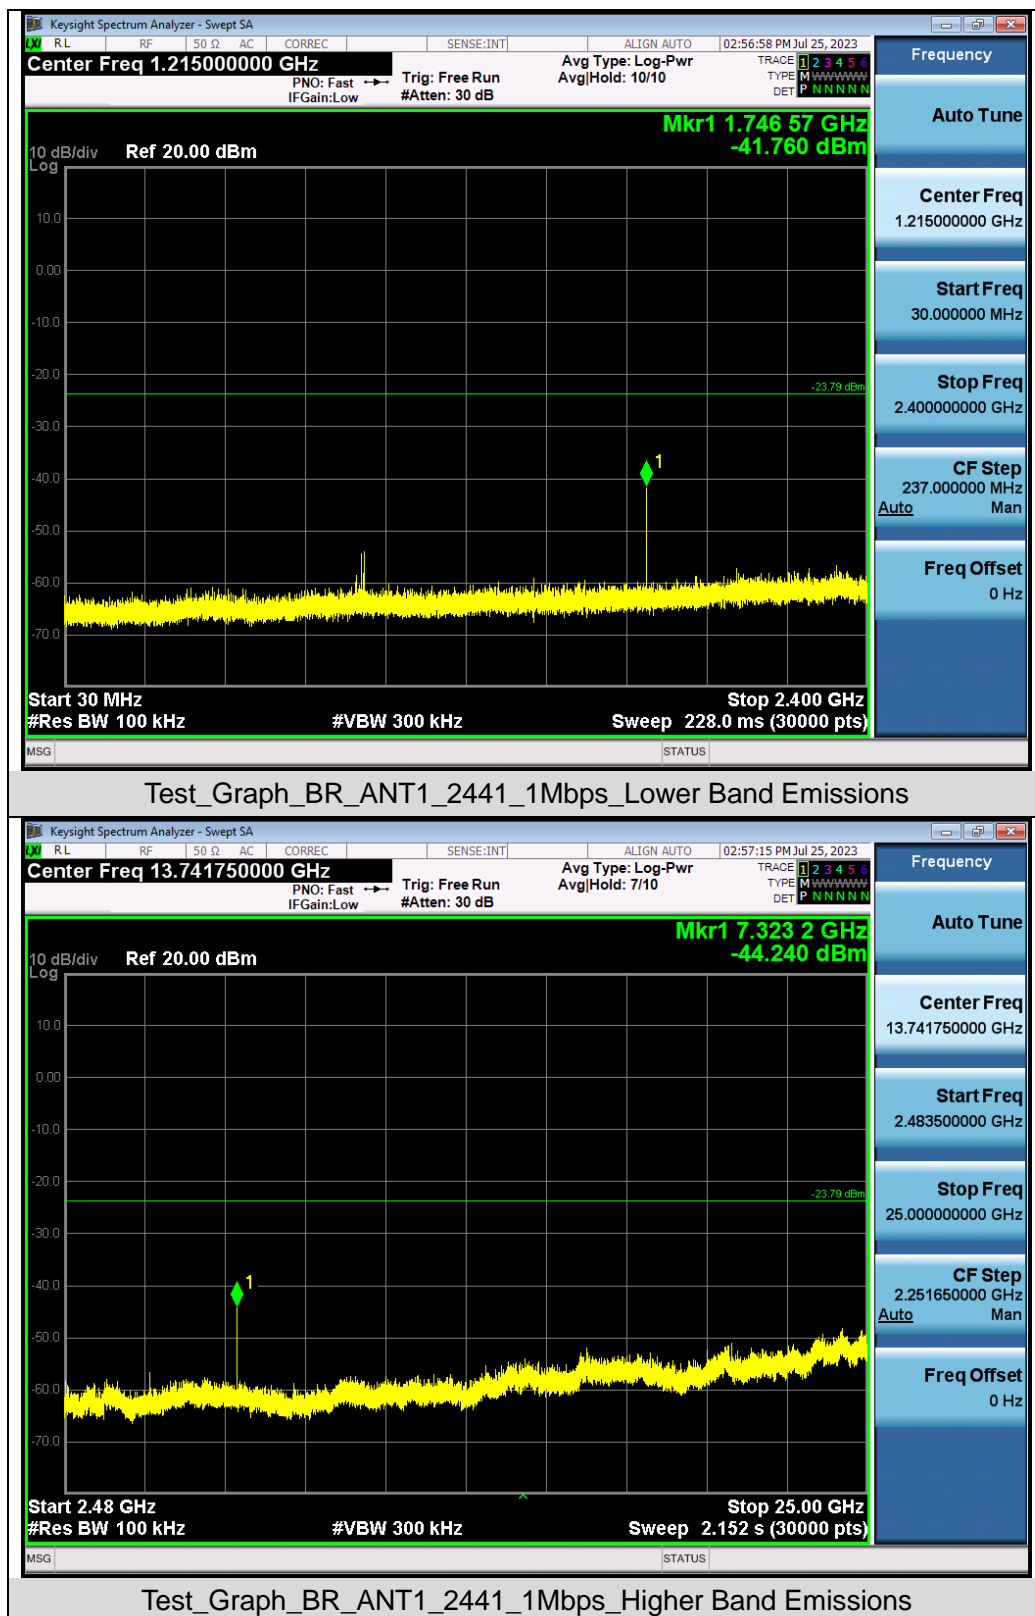 Keysight Spectrum Analyzer - Swept SA
LXI RL RF 50 Ω AC CORREC SENSE:INT ALIGN AUTO 02:56:58 PM Jul 25, 2023
Center Freq 1.215000000 GHz
PNO: Fast
IFGain:Low
Trig: Free Run
#Atten: 30 dB
Avg Type: Log-Pwr
Avg|Hold: 10/10
TRACE 1 2 3 4 5 6
TYPE M WWWWW
DET P N N N N N
Mkr1 1.746 57 GHz
-41.760 dBm
10 dB/div Ref 20.00 dBm
Log
10.0
0.00
-10.0
-20.0
-23.79 dBm
-30.0
1
-40.0
-50.0
-60.0
-70.0
Start 30 MHz Stop 2.400 GHz
#Res BW 100 kHz #VBW 300 kHz Sweep 228.0 ms (30000 pts)
MSG STATUS
Frequency
Auto Tune
Center Freq
1.215000000 GHz
Start Freq
30.000000 MHz
Stop Freq
2.400000000 GHz
CF Step
237.000000 MHz
Auto Man
Freq Offset
0 Hz
Test_Graph_BR_ANT1_2441_1Mbps_Lower Band Emissions
Keysight Spectrum Analyzer - Swept SA
LXI RL RF 50 Ω AC CORREC SENSE:INT ALIGN AUTO 02:57:15 PM Jul 25, 2023
Center Freq 13.741750000 GHz
PNO: Fast
IFGain:Low
Trig: Free Run
#Atten: 30 dB
Avg Type: Log-Pwr
Avg|Hold: 7/10
TRACE 1 2 3 4 5 6
TYPE M WWWWW
DET P N N N N N
Mkr1 7.323 2 GHz
-44.240 dBm
10 dB/div Ref 20.00 dBm
Log
10.0
0.00
-10.0
-20.0
-23.79 dBm
-30.0
1
-40.0
-50.0
-60.0
-70.0
Start 2.48 GHz Stop 25.00 GHz
#Res BW 100 kHz #VBW 300 kHz Sweep 2.152 s (30000 pts)
MSG STATUS
Frequency
Auto Tune
Center Freq
13.741750000 GHz
Start Freq
2.483500000 GHz
Stop Freq
25.000000000 GHz
CF Step
2.251650000 GHz
Auto Man
Freq Offset
0 Hz
Test_Graph_BR_ANT1_2441_1Mbps_Higher Band Emissions